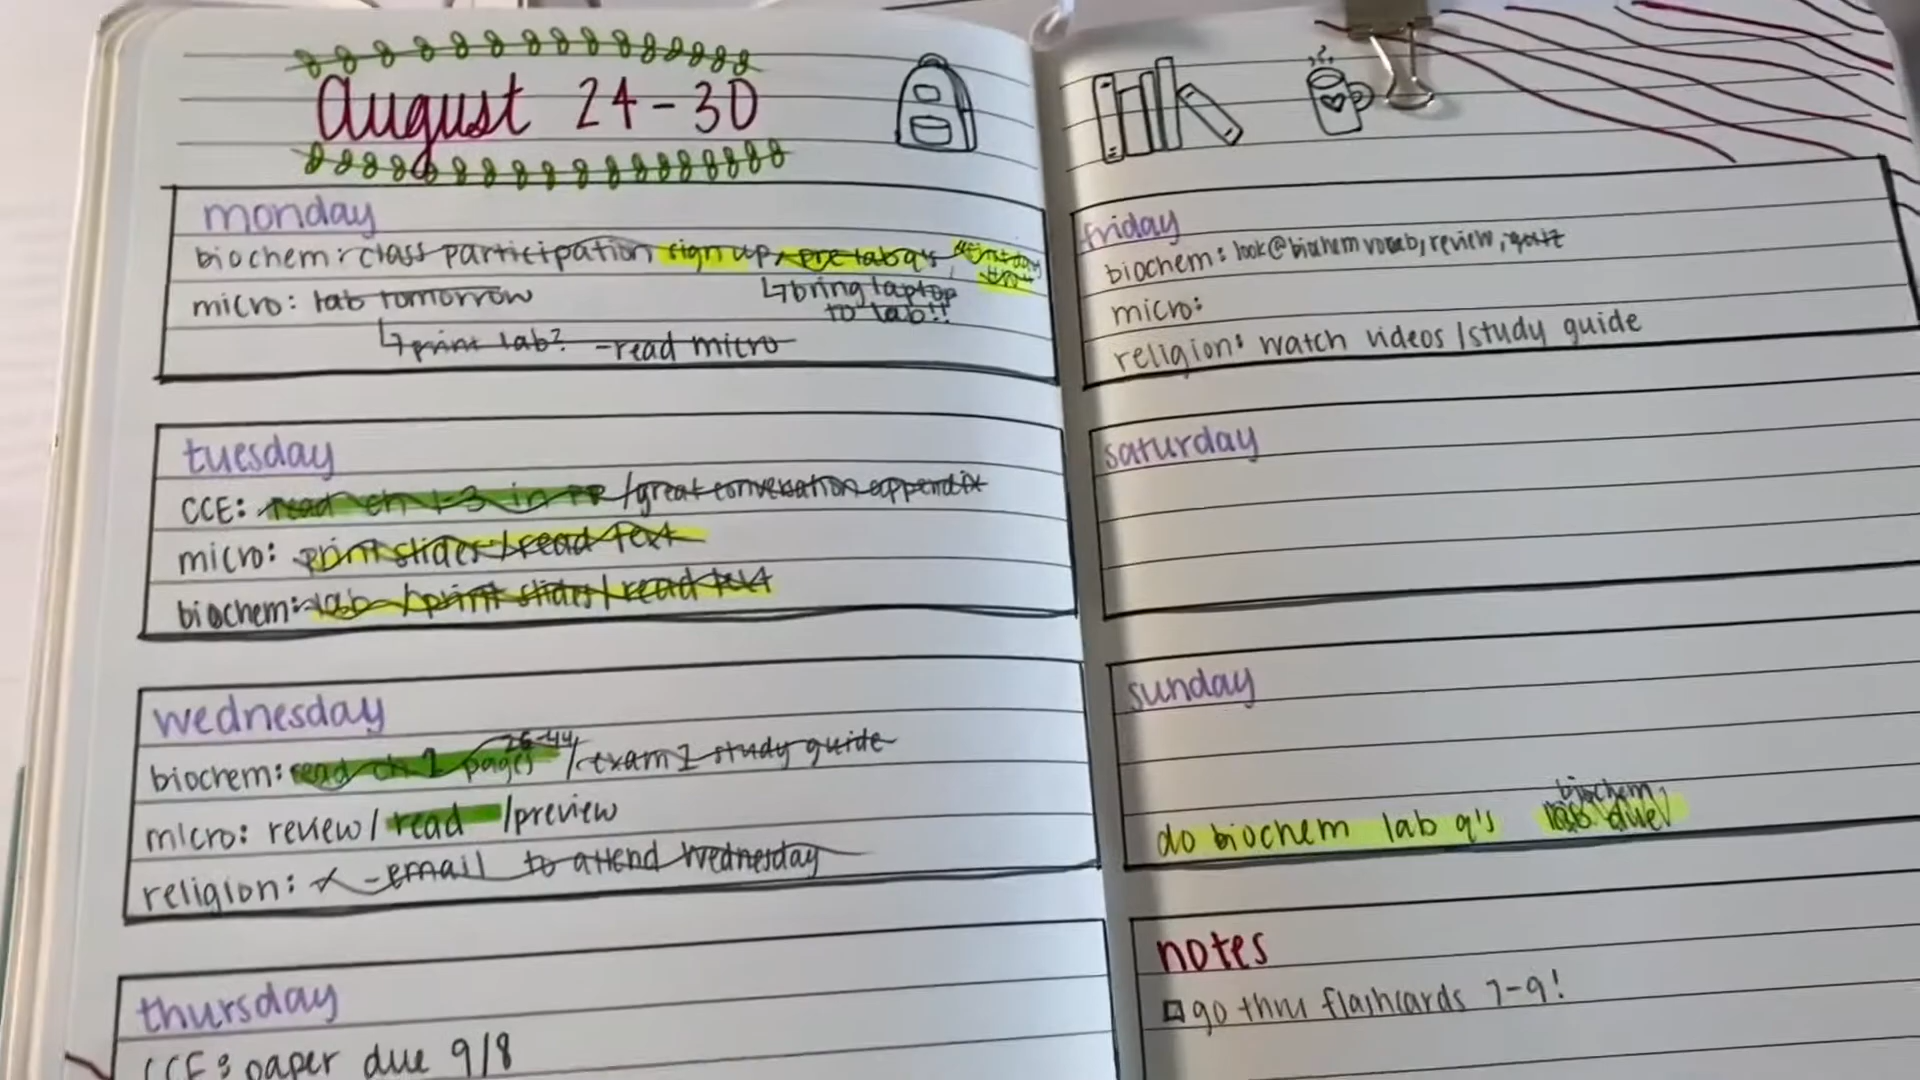 august 24-30
monday
biochem: class participation sign up, pre lab q's,
↳ bring laptop
to lab!!
micro: lab tomorrow
↳ print lab? - read micro
tuesday
CCE: read ch 1-3 in PP / great conversation appendix
micro: print slides / read text
biochem: lab / print slides / read text
wednesday
biochem: read ch 1 pages 26-44 / exam 1 study guide
micro: review / read / preview
religion: - email to attend wednesday
thursday
CCE: paper due 9/8
friday
biochem: look@biochem vocab, review,
micro:
religion: watch videos / study guide
saturday
sunday
do biochem lab q's biochem
lab due!
notes
go thru flashcards 7-9!